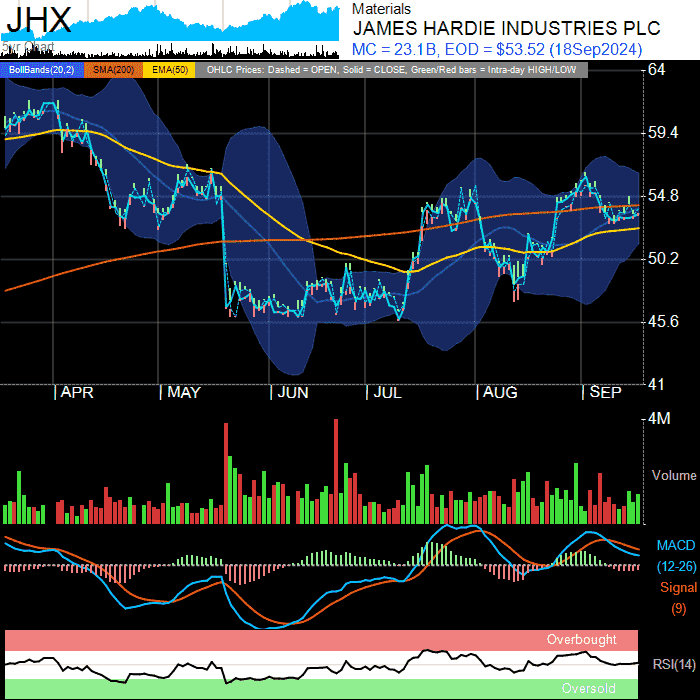 JHX
Materials
JAMES HARDIE INDUSTRIES PLC
MC = 23.1B, EOD = $53.52 (18Sep2024)
BollBands(20,2) SMA(200) EMA(50) OHLC Prices: Dashed = OPEN, Solid = CLOSE, Green/Red bars = Intra-day HIGH/LOW
64
59.4
54.8
50.2
45.6
41
APR MAY JUN JUL AUG SEP
4M
Volume
MACD
(12-26)
Signal
(9)
Overbought
RSI(14)
Oversold